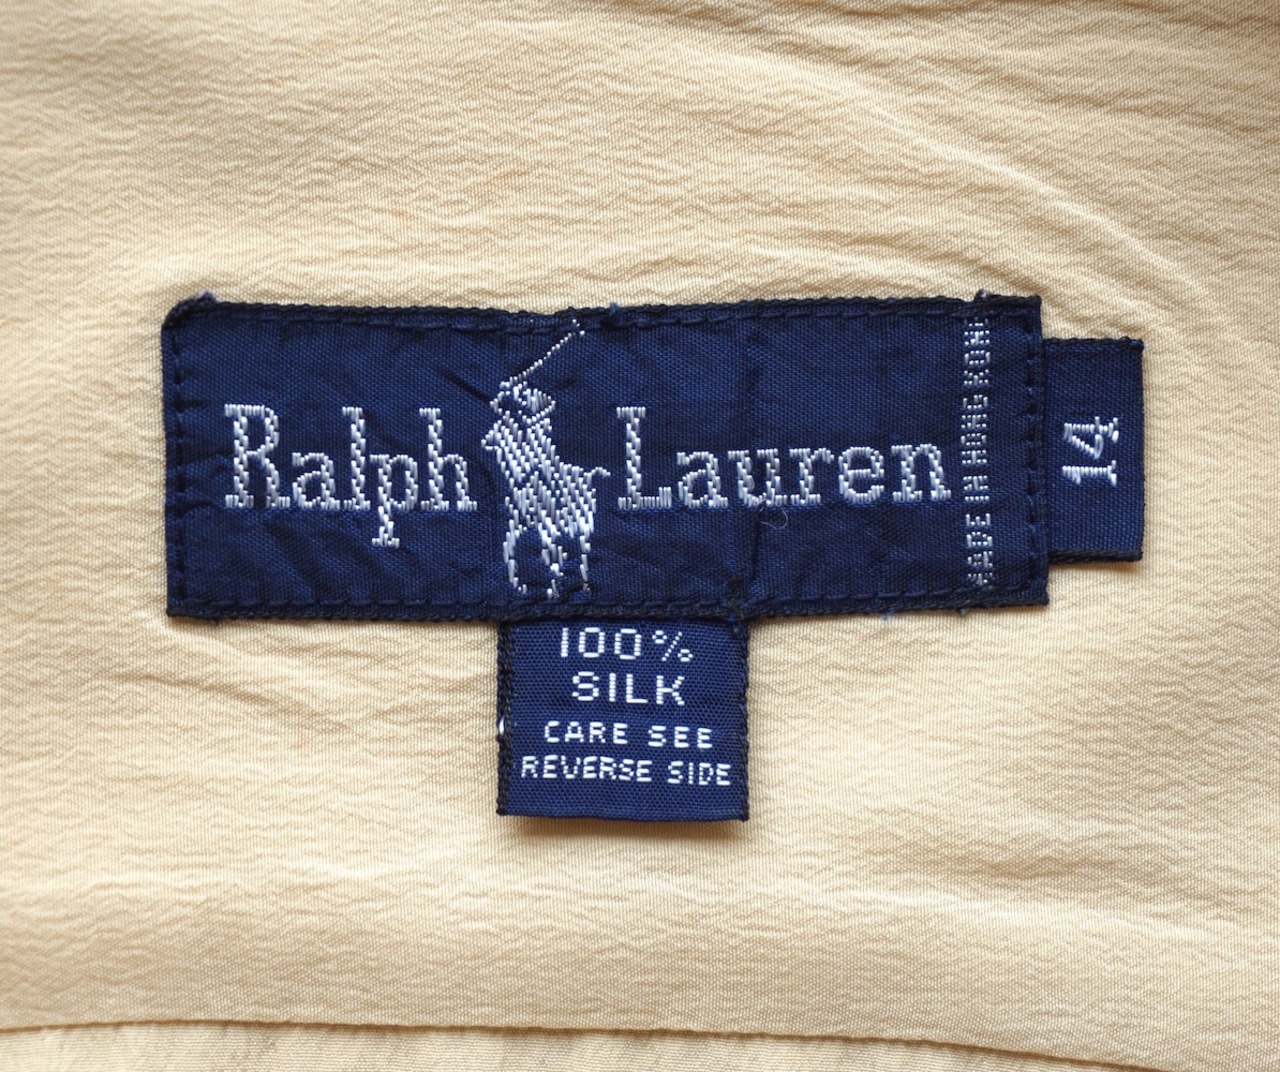 Ralph Lauren
MADE IN HONG KONG
14
100%
SILK
CARE SEE
REVERSE SIDE